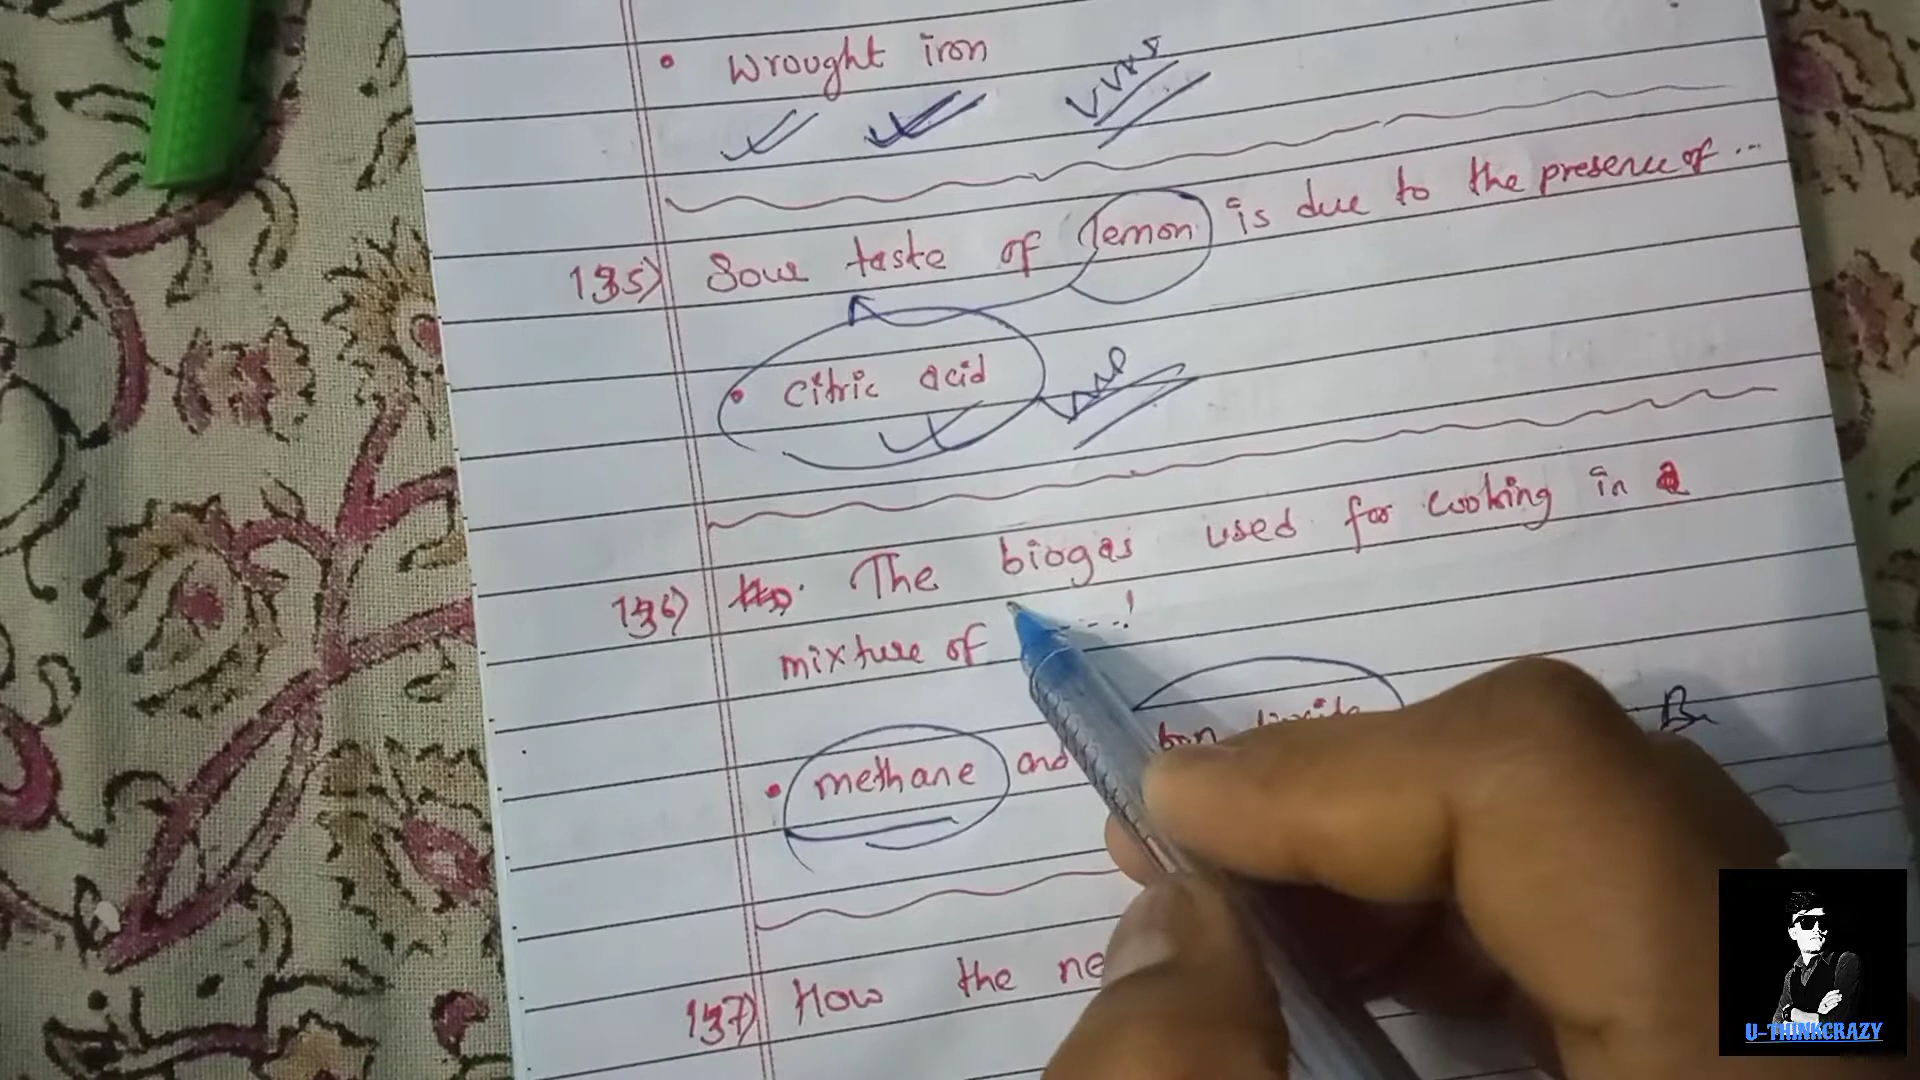 • Wrought iron
135) Sour taste of lemon is due to the presence of ...
• Citric acid
136) The biogas used for cooking in a
mixture of ----!
• methane and
137) How the
U-THINKCRAZY